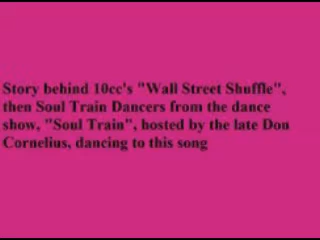 Story behind 10cc's "Wall Street Shuffle",
then Soul Train Dancers from the dance
show, "Soul Train", hosted by the late Don
Cornelius, dancing to this song